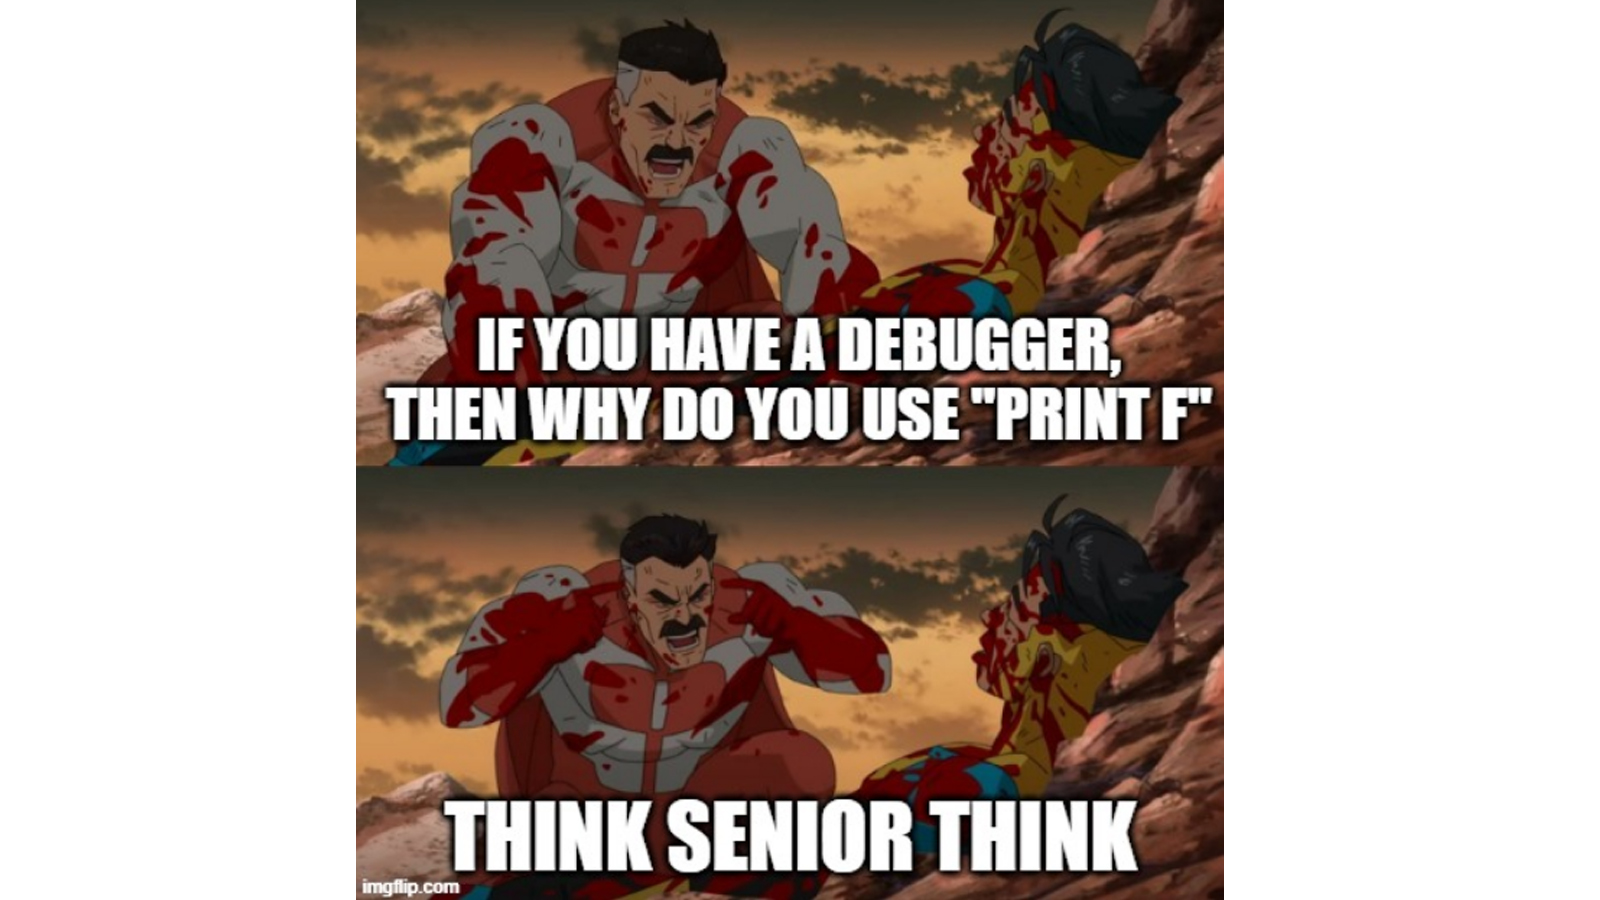 IF YOU HAVE A DEBUGGER,
THEN WHY DO YOU USE "PRINT F"
THINK SENIOR THINK
imgflip.com